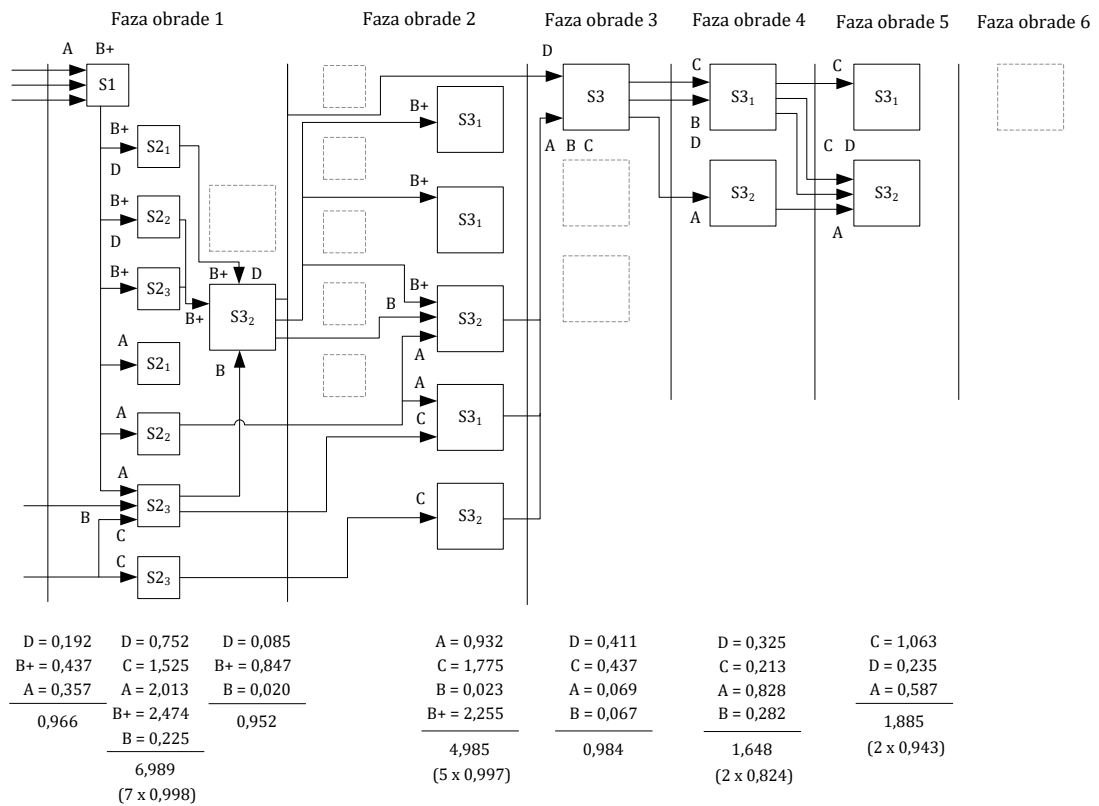 Faza obrade 1 Faza obrade 2 Faza obrade 3 Faza obrade 4 Faza obrade 5 Faza obrade 6
A B+
S1
B+
S2₁
D
B+
S2₂
D
B+
S2₃
A
S2₁
A
S2₂
A
S2₃
B
C
C
S2₃
B+ D
S3₂
B+
B
B+
S3₁
B+
S3₁
B+
B
S3₂
A
A
S3₁
C
C
S3₂
D
S3
A B C
C
S3₁
B
D
S3₂
A
C
S3₁
C D
S3₂
A
D = 0,192
B+ = 0,437
A = 0,357
0,966
D = 0,752
C = 1,525
A = 2,013
B+ = 2,474
B = 0,225
6,989
(7 x 0,998)
D = 0,085
B+ = 0,847
B = 0,020
0,952
A = 0,932
C = 1,775
B = 0,023
B+ = 2,255
4,985
(5 x 0,997)
D = 0,411
C = 0,437
A = 0,069
B = 0,067
0,984
D = 0,325
C = 0,213
A = 0,828
B = 0,282
1,648
(2 x 0,824)
C = 1,063
D = 0,235
A = 0,587
1,885
(2 x 0,943)